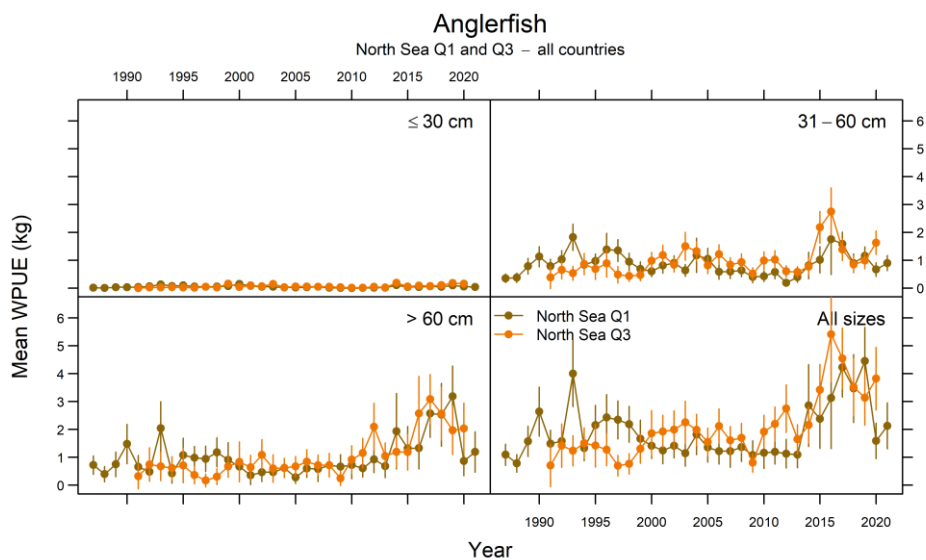 Anglerfish
North Sea Q1 and Q3 – all countries
1990 1995 2000 2005 2010 2015 2020
≤ 30 cm
31 – 60 cm
6
5
4
3
2
1
0
Mean WPUE (kg)
> 60 cm
North Sea Q1
North Sea Q3
All sizes
6
5
4
3
2
1
0
1990 1995 2000 2005 2010 2015 2020
Year